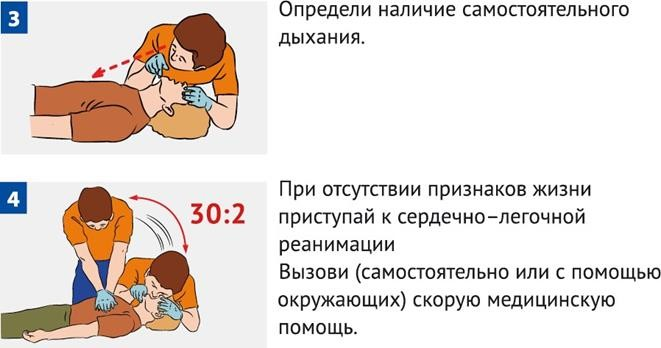 3
Определи наличие самостоятельного
дыхания.
4
30:2
При отсутствии признаков жизни
приступай к сердечно–легочной
реанимации
Вызови (самостоятельно или с помощью
окружающих) скорую медицинскую
помощь.